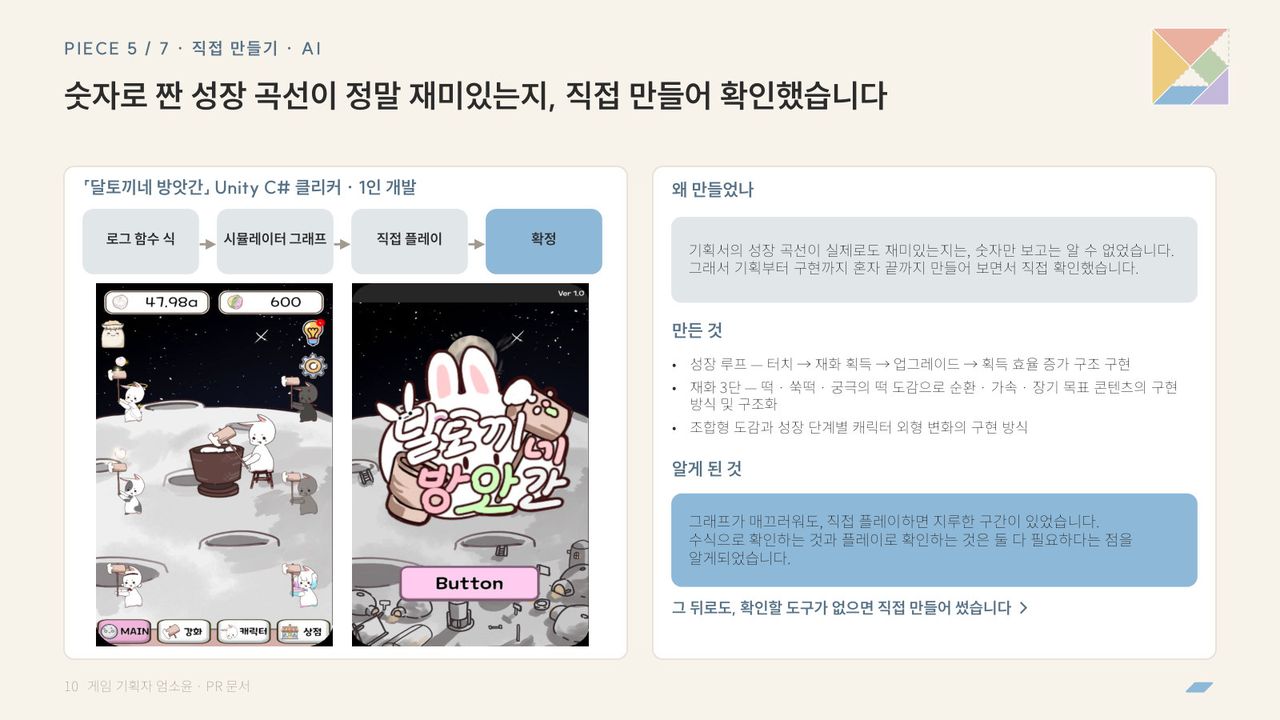 PIECE 5 / 7 · 직접 만들기 · AI
숫자로 짠 성장 곡선이 정말 재미있는지, 직접 만들어 확인했습니다
「달토끼네 방앗간」 Unity C# 클리커 · 1인 개발
로그 함수 식
시뮬레이터 그래프
직접 플레이
확정
47.98a
600
MAIN
강화
캐릭터
상점
Ver 1.0
달토끼네
방앗간
Button
왜 만들었나
기획서의 성장 곡선이 실제로도 재미있는지는, 숫자만 보고는 알 수 없었습니다.
그래서 기획부터 구현까지 혼자 끝까지 만들어 보면서 직접 확인했습니다.
만든 것
• 성장 루프 — 터치 → 재화 획득 → 업그레이드 → 획득 효율 증가 구조 구현
• 재화 3단 — 떡 · 쑥떡 · 궁극의 떡 도감으로 순환 · 가속 · 장기 목표 콘텐츠의 구현
방식 및 구조화
• 조합형 도감과 성장 단계별 캐릭터 외형 변화의 구현 방식
알게 된 것
그래프가 매끄러워도, 직접 플레이하면 지루한 구간이 있었습니다.
수식으로 확인하는 것과 플레이로 확인하는 것은 둘 다 필요하다는 점을
알게되었습니다.
그 뒤로도, 확인할 도구가 없으면 직접 만들어 썼습니다
10 게임 기획자 엄소윤 · PR 문서